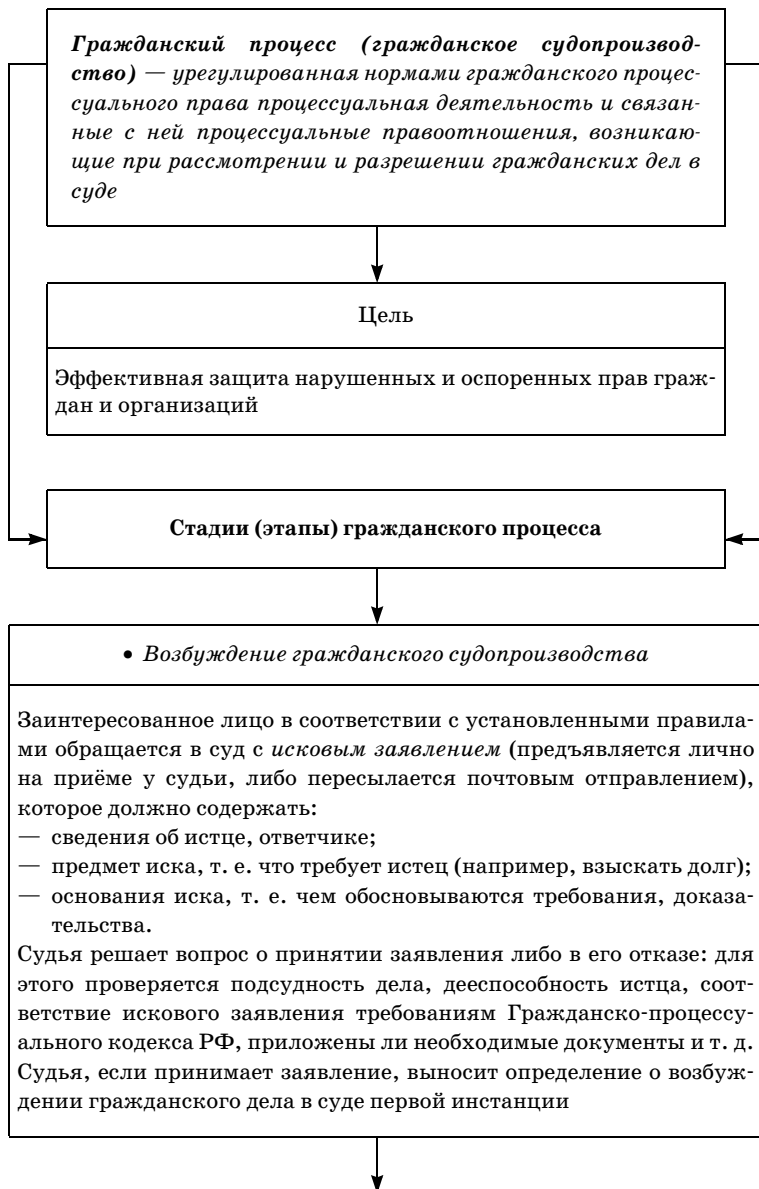 Гражданский процесс (гражданское судопроизвод-
ство) — урегулированная нормами гражданского процес-
суального права процессуальная деятельность и связан-
ные с ней процессуальные правоотношения, возникаю-
щие при рассмотрении и разрешении гражданских дел в
суде
Цель
Эффективная защита нарушенных и оспоренных прав граж-
дан и организаций
Стадии (этапы) гражданского процесса
• Возбуждение гражданского судопроизводства
Заинтересованное лицо в соответствии с установленными правила-
ми обращается в суд с исковым заявлением (предъявляется лично
на приёме у судьи, либо пересылается почтовым отправлением),
которое должно содержать:
— сведения об истце, ответчике;
— предмет иска, т. е. что требует истец (например, взыскать долг);
— основания иска, т. е. чем обосновываются требования, доказа-
тельства.
Судья решает вопрос о принятии заявления либо в его отказе: для
этого проверяется подсудность дела, дееспособность истца, соот-
ветствие искового заявления требованиям Гражданско-процессу-
ального кодекса РФ, приложены ли необходимые документы и т. д.
Судья, если принимает заявление, выносит определение о возбуж-
дении гражданского дела в суде первой инстанции